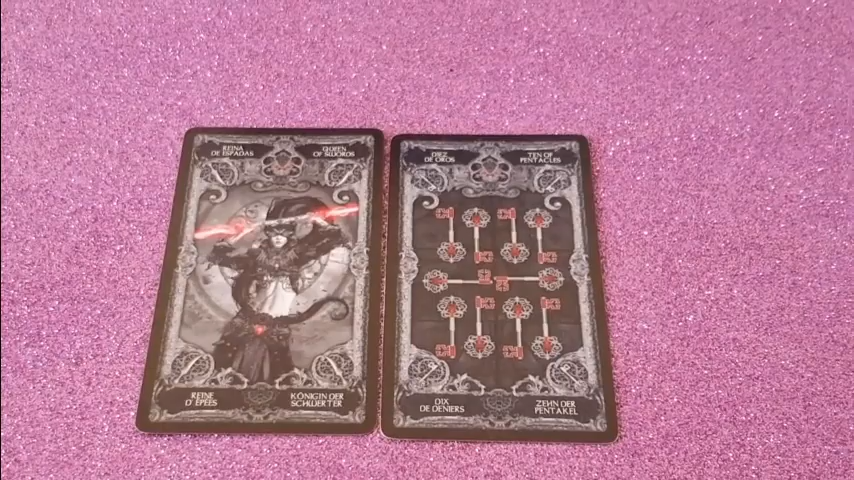 REINA
DE ESPADAS
QUEEN
OF SWORDS
REINE
D' EPEES
KÖNIGIN DER
SCHWERTER
DIEZ
DE OROS
TEN OF
PENTACLES
DIX
DE DENIERS
ZEHN DER
PENTAKEL